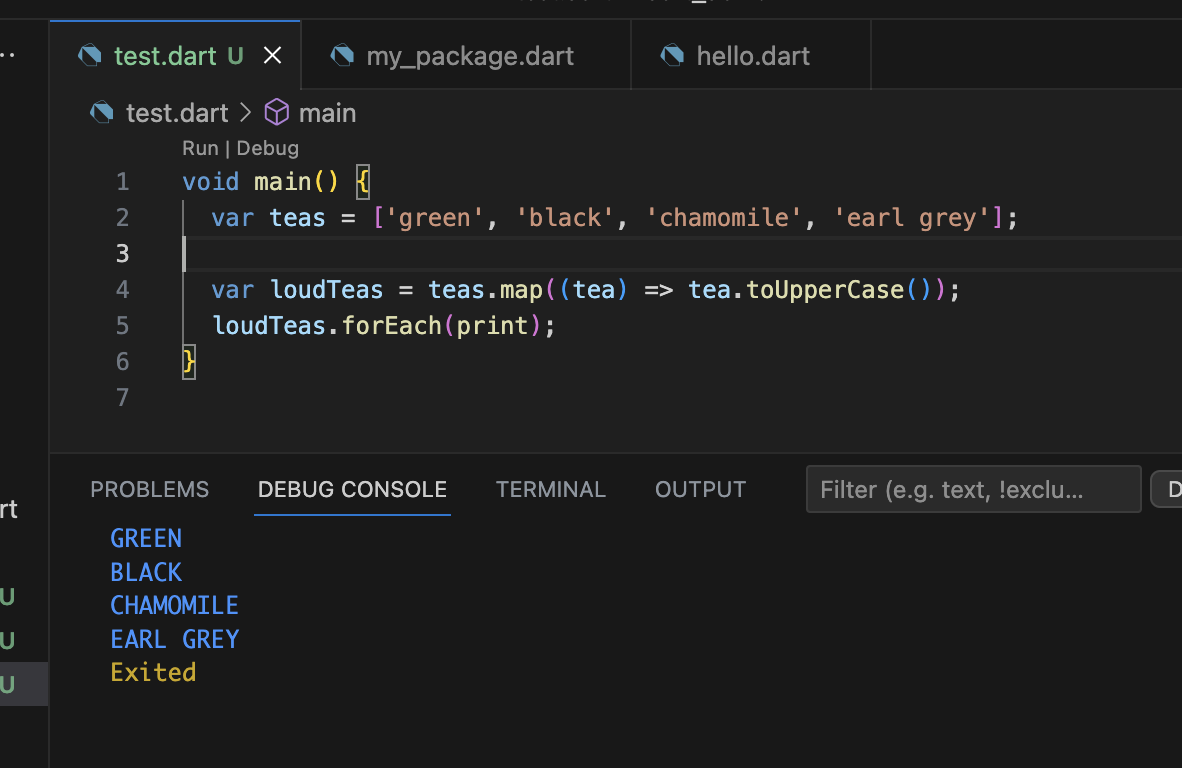 test.dart U my_package.dart hello.dart
test.dart > main
Run | Debug
1 void main() {
2   var teas = ['green', 'black', 'chamomile', 'earl grey'];
3
4   var loudTeas = teas.map((tea) => tea.toUpperCase());
5   loudTeas.forEach(print);
6 }
7
PROBLEMS DEBUG CONSOLE TERMINAL OUTPUT Filter (e.g. text, !exclu... D
rt
GREEN
BLACK
U
CHAMOMILE
U
EARL GREY
Exited
U